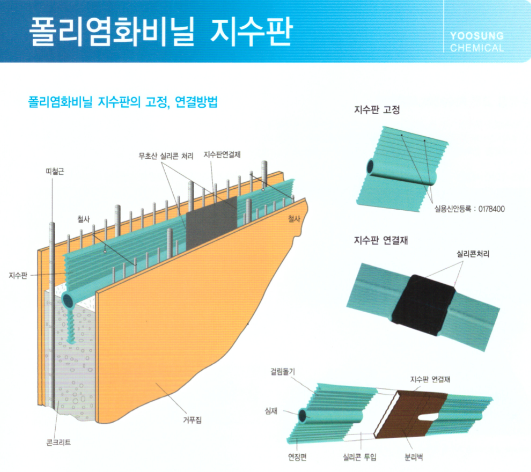 폴리염화비닐 지수판
YOOSUNG
CHEMICAL
폴리염화비닐 지수판의 고정, 연결방법
지수판 고정
무초산 실리콘 처리
지수판연결재
띠철근
철사
철사
실용신안등록 : 0178400
지수판 연결재
실리콘처리
지수판
걸림돌기
지수판 연결재
심재
거푸집
콘크리트
연장면
실리콘 투입
분리벽